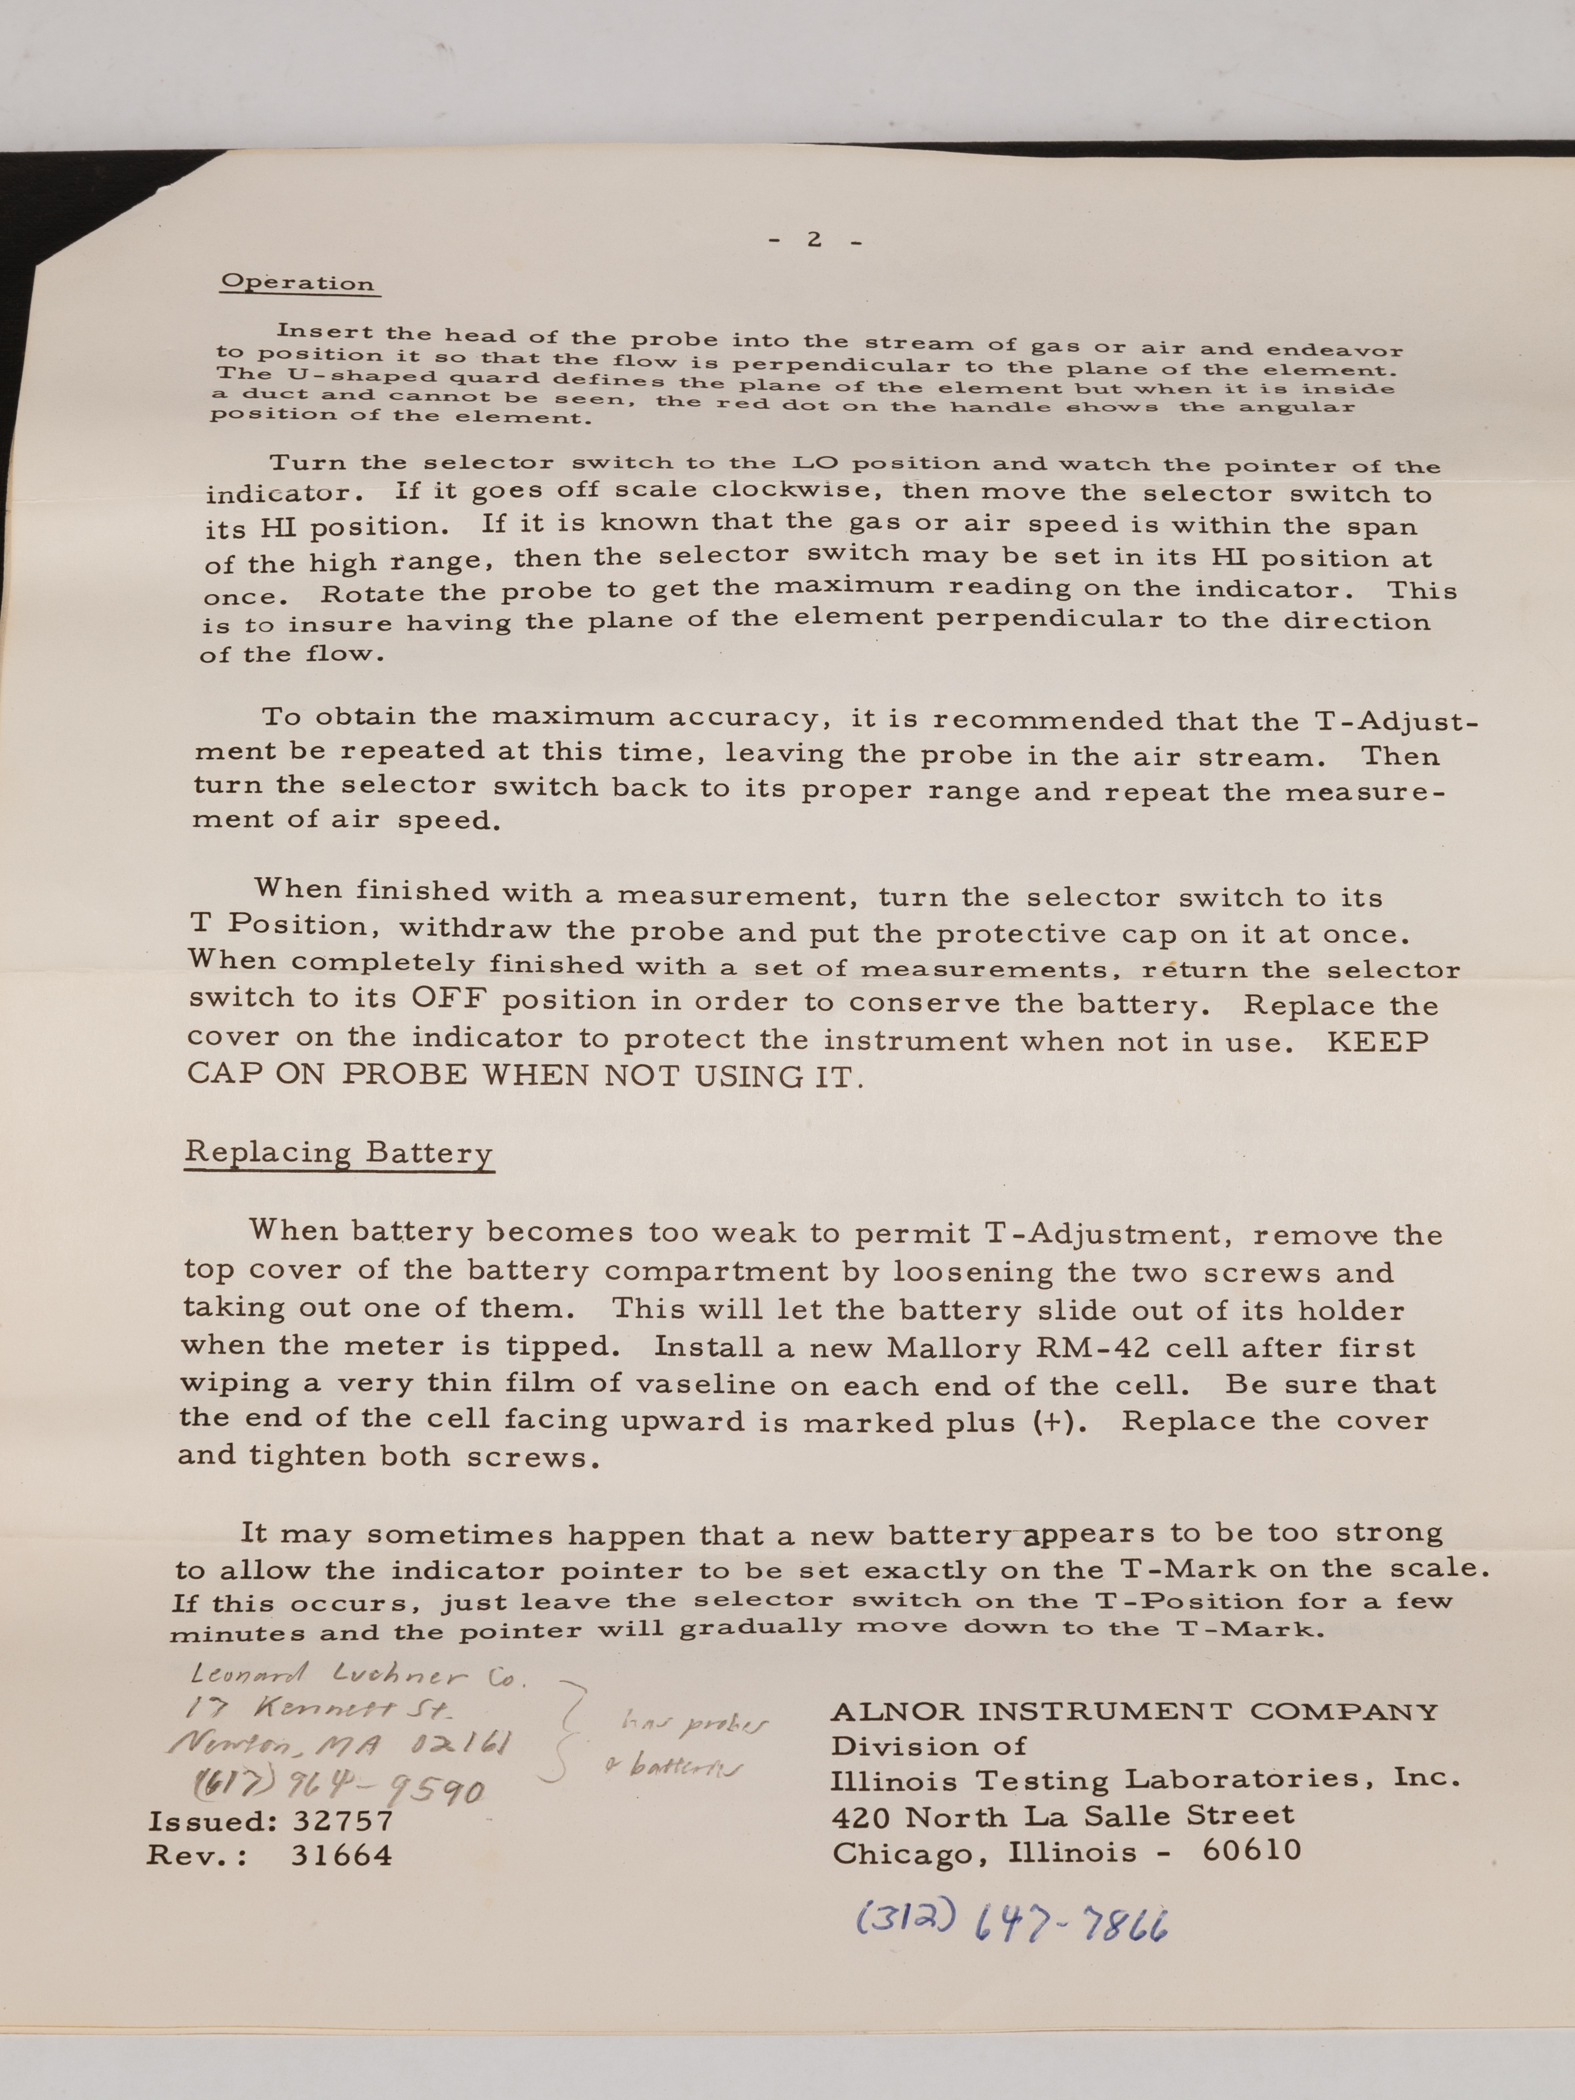 - 2 -
Operation
Insert the head of the probe into the stream of gas or air and endeavor
to position it so that the flow is perpendicular to the plane of the element.
The U-shaped quard defines the plane of the element but when it is inside
a duct and cannot be seen, the red dot on the handle shows the angular
position of the element.
Turn the selector switch to the LO position and watch the pointer of the
indicator. If it goes off scale clockwise, then move the selector switch to
its HI position. If it is known that the gas or air speed is within the span
of the high range, then the selector switch may be set in its HI position at
once. Rotate the probe to get the maximum reading on the indicator. This
is to insure having the plane of the element perpendicular to the direction
of the flow.
To obtain the maximum accuracy, it is recommended that the T-Adjust-
ment be repeated at this time, leaving the probe in the air stream. Then
turn the selector switch back to its proper range and repeat the measure-
ment of air speed.
When finished with a measurement, turn the selector switch to its
T Position, withdraw the probe and put the protective cap on it at once.
When completely finished with a set of measurements, return the selector
switch to its OFF position in order to conserve the battery. Replace the
cover on the indicator to protect the instrument when not in use. KEEP
CAP ON PROBE WHEN NOT USING IT.
Replacing Battery
When battery becomes too weak to permit T-Adjustment, remove the
top cover of the battery compartment by loosening the two screws and
taking out one of them. This will let the battery slide out of its holder
when the meter is tipped. Install a new Mallory RM-42 cell after first
wiping a very thin film of vaseline on each end of the cell. Be sure that
the end of the cell facing upward is marked plus (+). Replace the cover
and tighten both screws.
It may sometimes happen that a new battery appears to be too strong
to allow the indicator pointer to be set exactly on the T-Mark on the scale.
If this occurs, just leave the selector switch on the T-Position for a few
minutes and the pointer will gradually move down to the T-Mark.
Leonard Luchner Co.
17 Kennett St.
Newton, MA 02161
(617) 964-9590
has probes
& batteries
Issued: 32757
Rev.: 31664
ALNOR INSTRUMENT COMPANY
Division of
Illinois Testing Laboratories, Inc.
420 North La Salle Street
Chicago, Illinois - 60610
(312) 647-7866